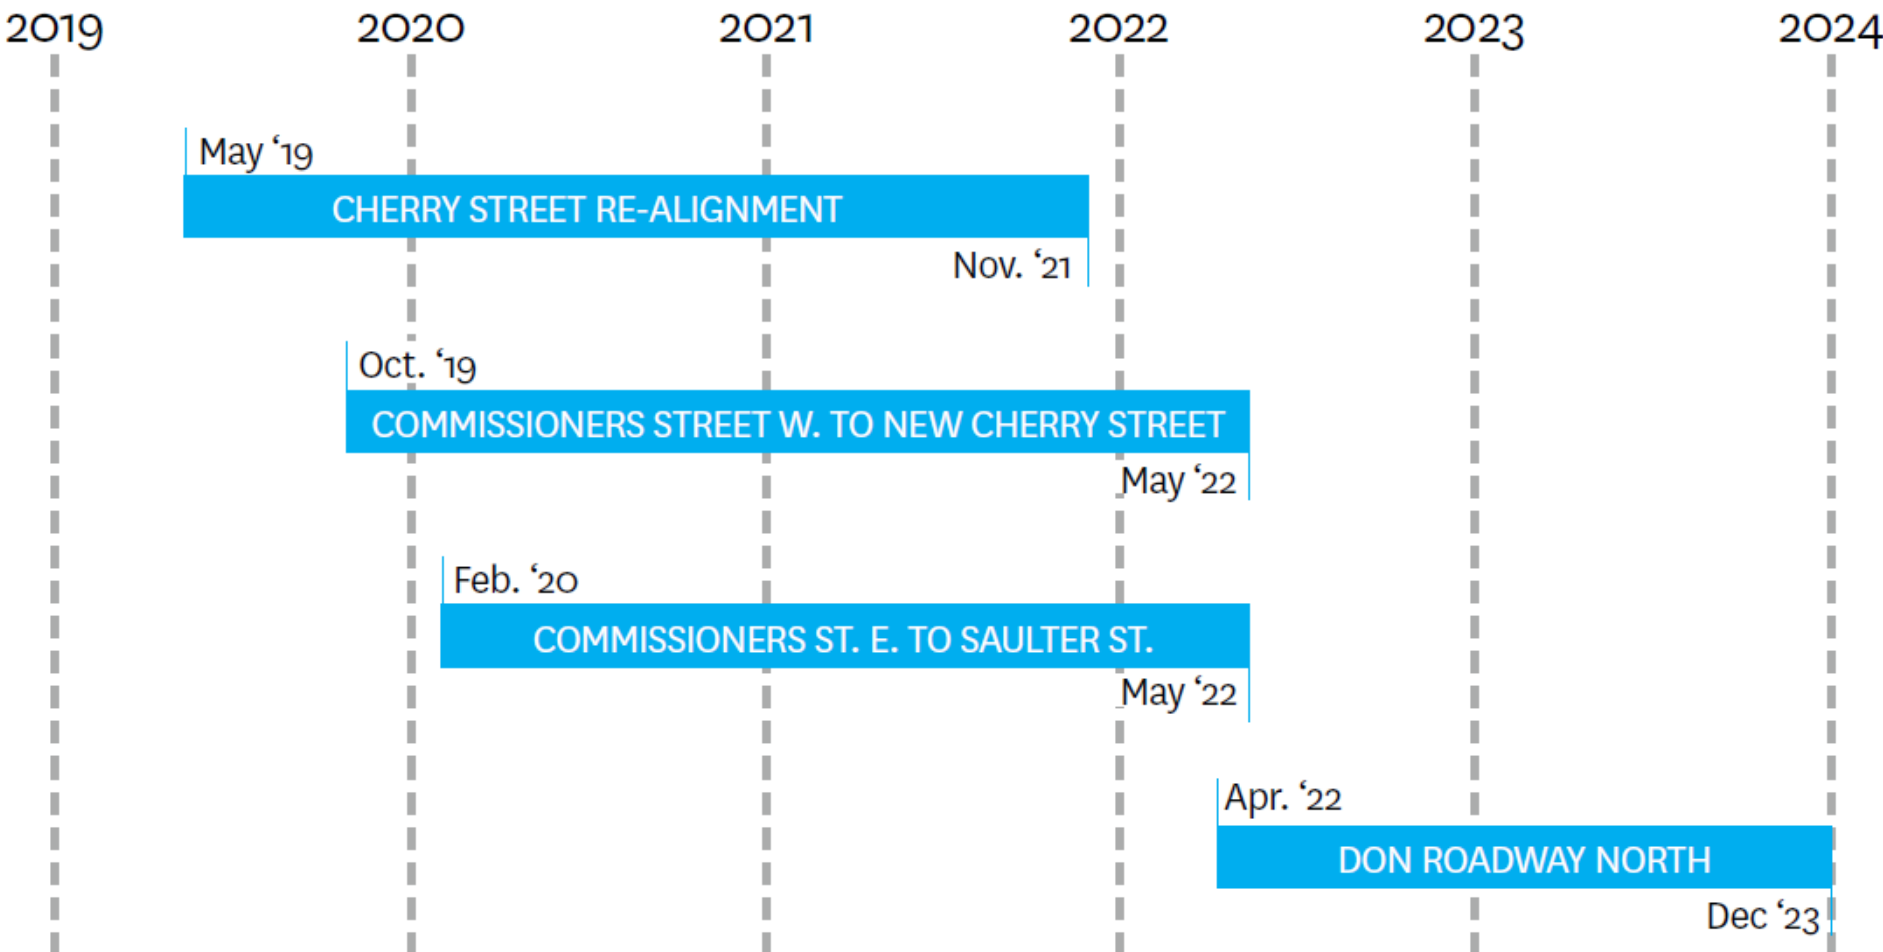 2019 2020 2021 2022 2023 2024
May ‘19
CHERRY STREET RE-ALIGNMENT
Nov. ‘21
Oct. ‘19
COMMISSIONERS STREET W. TO NEW CHERRY STREET
May ‘22
Feb. ‘20
COMMISSIONERS ST. E. TO SAULTER ST.
May ‘22
Apr. ‘22
DON ROADWAY NORTH
Dec ‘23